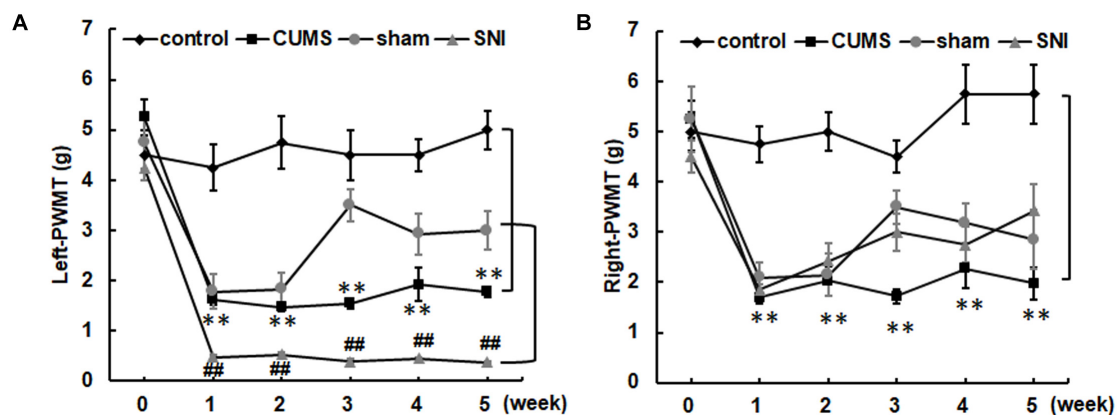 A
control CUMS sham SNI
Left-PWMT (g)
7
6
5
4
3
2
1
0
** ** ** ** **
## ## ## ## ##
0 1 2 3 4 5 (week)
B
control CUMS sham SNI
Right-PWMT (g)
7
6
5
4
3
2
1
0
** ** ** ** **
0 1 2 3 4 5 (week)